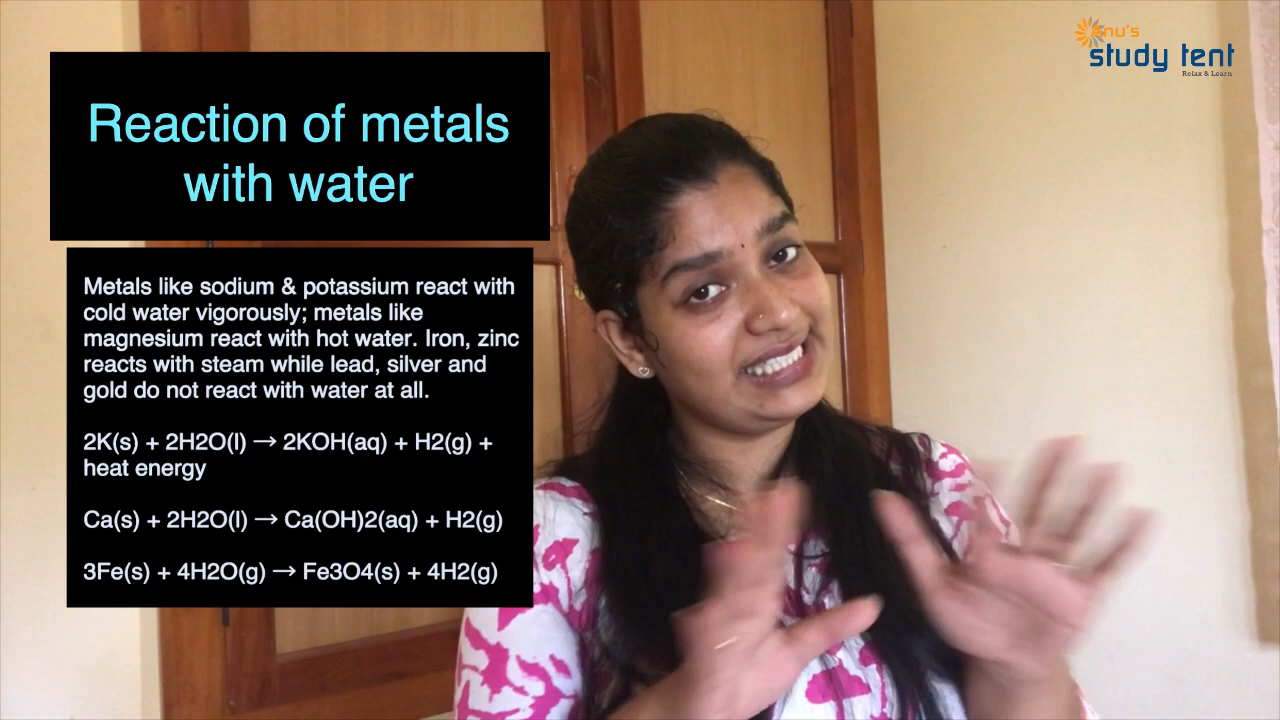 Anu's
study tent
Relax & Learn
Reaction of metals
with water
Metals like sodium & potassium react with
cold water vigorously; metals like
magnesium react with hot water. Iron, zinc
reacts with steam while lead, silver and
gold do not react with water at all.
2K(s) + 2H2O(l) → 2KOH(aq) + H2(g) +
heat energy
Ca(s) + 2H2O(l) → Ca(OH)2(aq) + H2(g)
3Fe(s) + 4H2O(g) → Fe3O4(s) + 4H2(g)